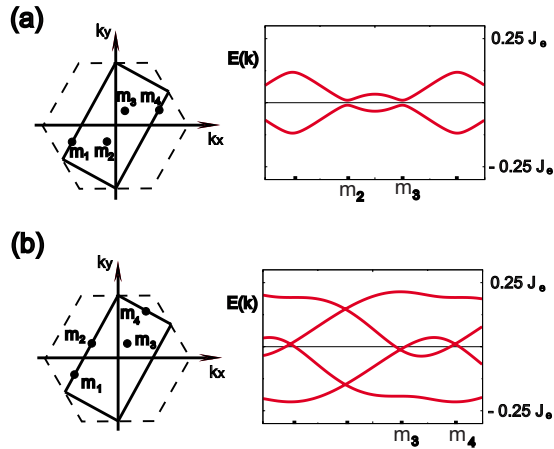 (a)
ky
kx
m₁
m₂
m₃
m₄
E(k)
0.25 Jₑ
- 0.25 Jₑ
m₂
m₃
(b)
ky
kx
m₁
m₂
m₃
m₄
E(k)
0.25 Jₑ
- 0.25 Jₑ
m₃
m₄